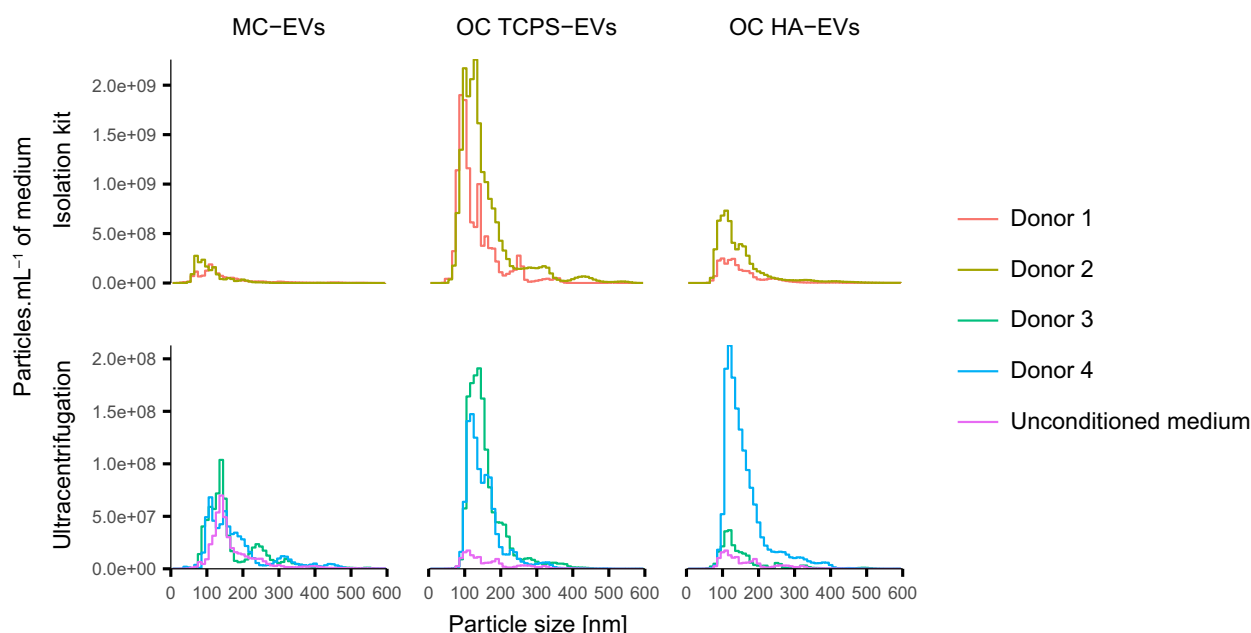 MC−EVs
OC TCPS−EVs
OC HA−EVs
Particles.mL⁻¹ of medium
Isolation kit
2.0e+09
1.5e+09
1.0e+09
5.0e+08
0.0e+00
Ultracentrifugation
2.0e+08
1.5e+08
1.0e+08
5.0e+07
0.0e+00
0 100 200 300 400 500 600
0 100 200 300 400 500 600
0 100 200 300 400 500 600
Particle size [nm]
Donor 1
Donor 2
Donor 3
Donor 4
Unconditioned medium